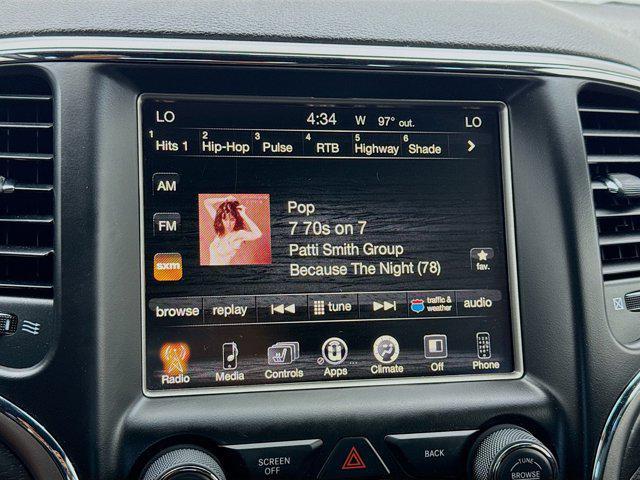 LO 4:34 W 97° out. LO
1 Hits 1 2 Hip-Hop 3 Pulse 4 RTB 5 Highway 6 Shade
AM
FM
sxm
Pop
7 70s on 7
Patti Smith Group
Because The Night (78)
fav.
browse replay tune traffic & weather audio
Radio Media Controls Apps Climate Off Phone
SCREEN OFF
BACK
TUNE
BROWSE